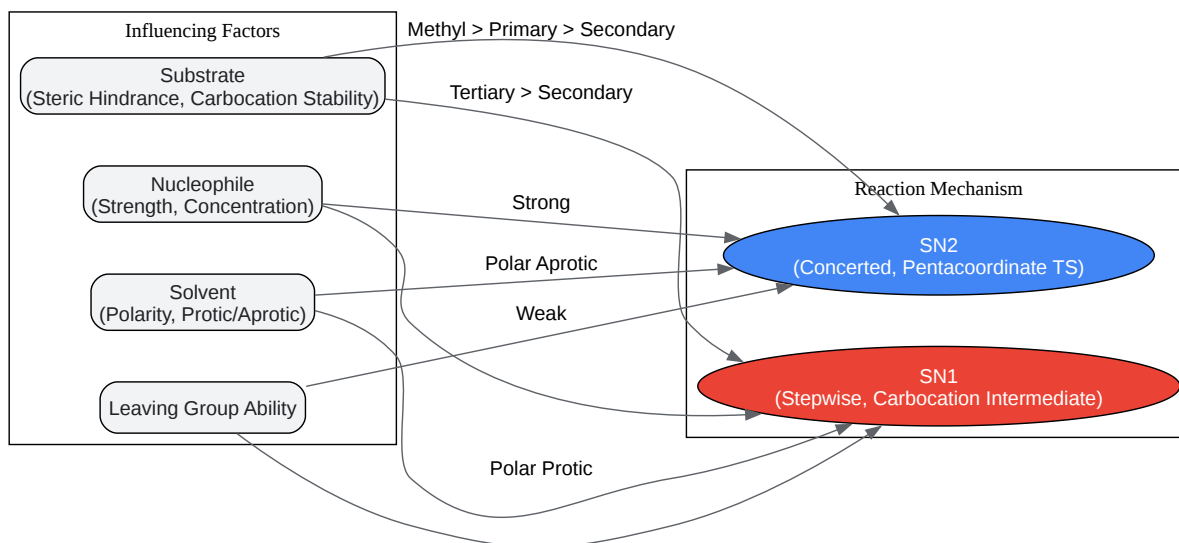 Influencing Factors
Methyl > Primary > Secondary
Substrate
(Steric Hindrance, Carbocation Stability)
Tertiary > Secondary
Nucleophile
(Strength, Concentration)
Strong
Reaction Mechanism
SN2
(Concerted, Pentacoordinate TS)
Polar Aprotic
Solvent
(Polarity, Protic/Aprotic)
Weak
SN1
(Stepwise, Carbocation Intermediate)
Leaving Group Ability
Polar Protic